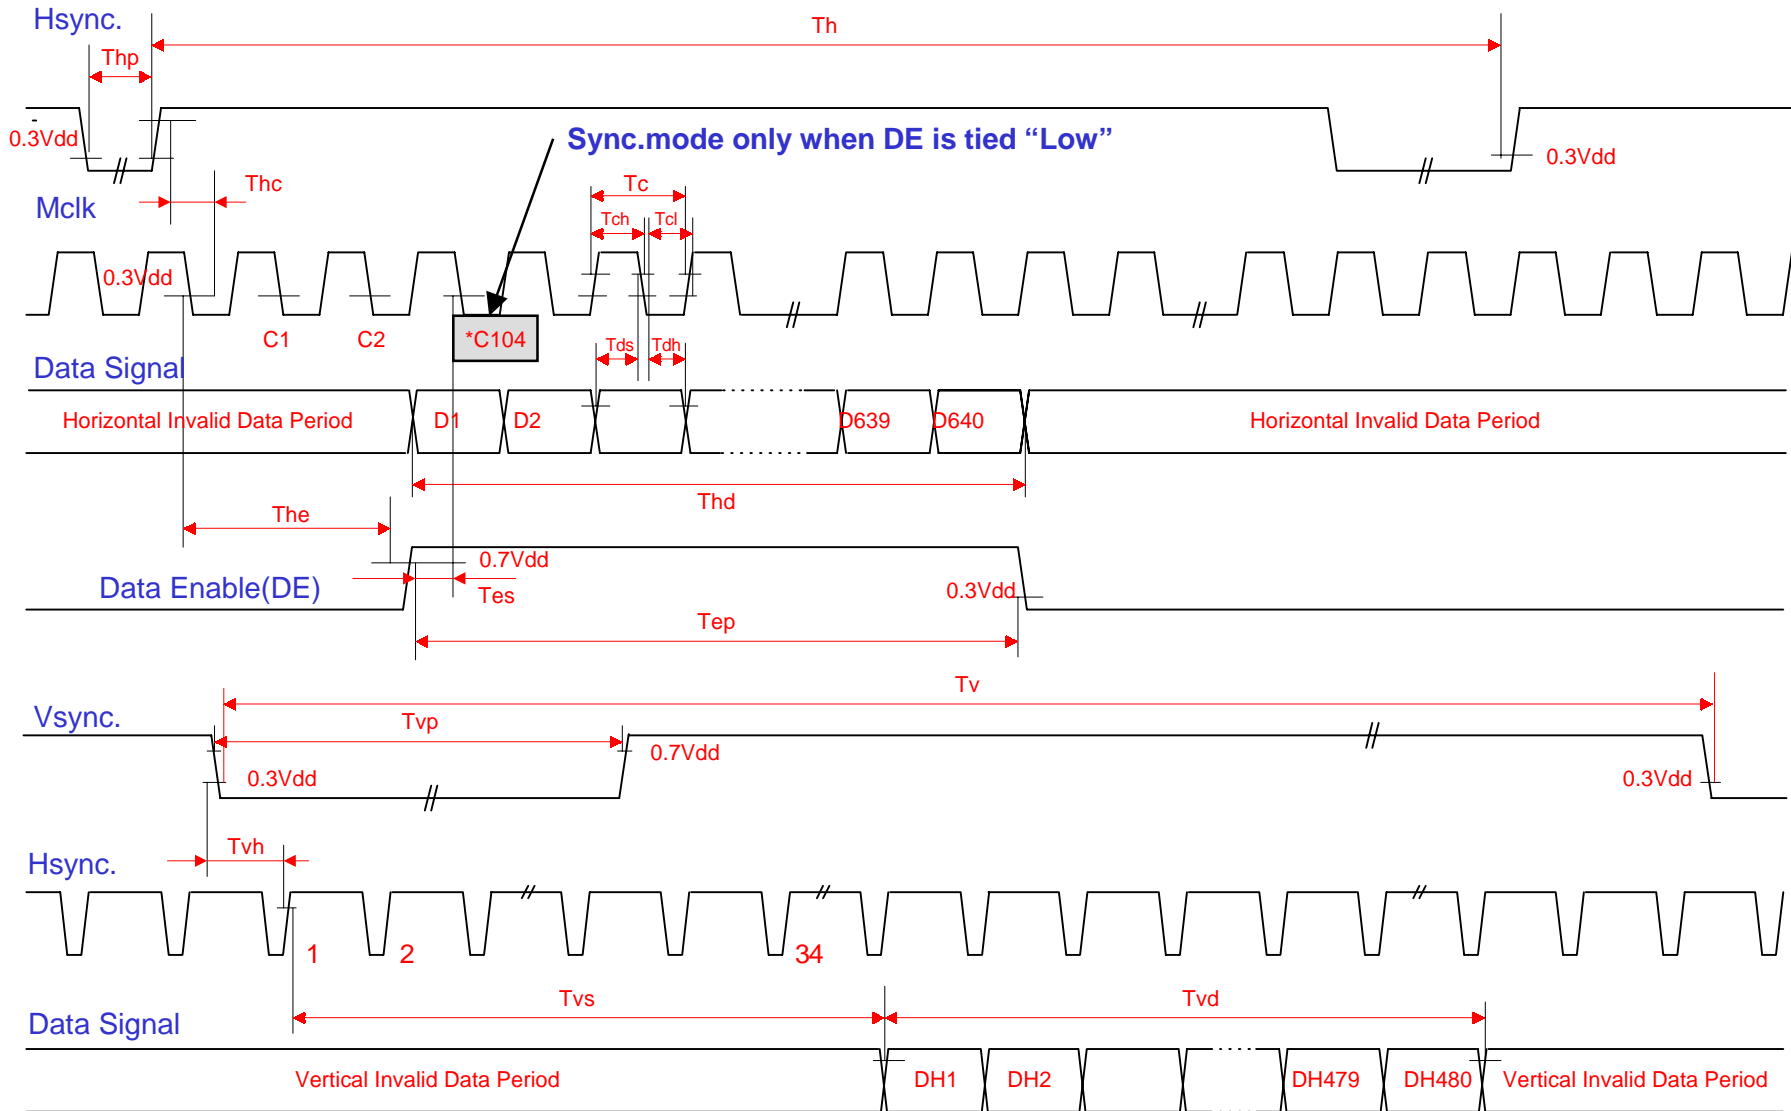 Hsync.
Th
Thp
0.3Vdd
Sync.mode only when DE is tied “Low”
0.3Vdd
Thc
Tc
Mclk
Tch
Tcl
0.3Vdd
C1
C2
*C104
Tds
Tdh
Data Signal
Horizontal Invalid Data Period
D1
D2
D639
D640
Horizontal Invalid Data Period
Thd
The
0.7Vdd
Data Enable(DE)
Tes
0.3Vdd
Tep
Tv
Vsync.
Tvp
0.7Vdd
0.3Vdd
0.3Vdd
Tvh
Hsync.
1
2
34
Tvs
Tvd
Data Signal
Vertical Invalid Data Period
DH1
DH2
DH479
DH480
Vertical Invalid Data Period